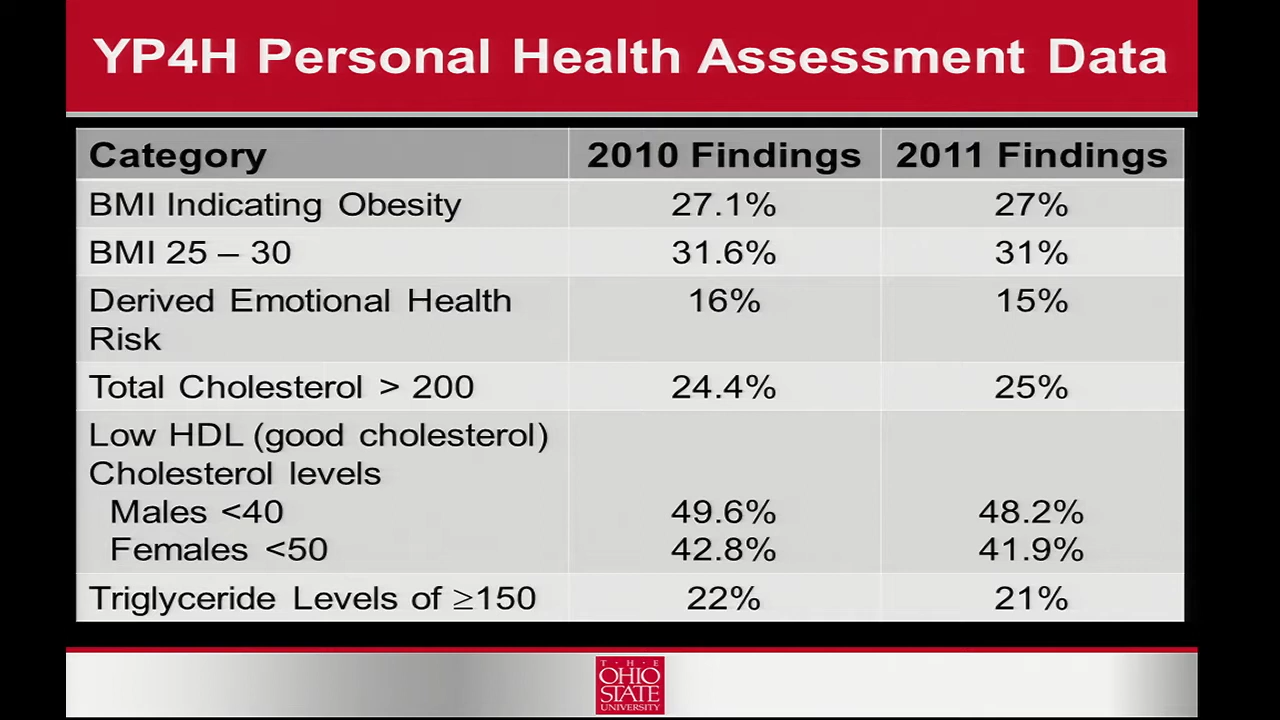 YP4H Personal Health Assessment Data
Category 2010 Findings 2011 Findings
BMI Indicating Obesity 27.1% 27%
BMI 25 – 30 31.6% 31%
Derived Emotional Health 16% 15%
Risk
Total Cholesterol > 200 24.4% 25%
Low HDL (good cholesterol)
Cholesterol levels
Males <40 49.6% 48.2%
Females <50 42.8% 41.9%
Triglyceride Levels of ≥150 22% 21%
T·H·E
OHIO
STATE
UNIVERSITY